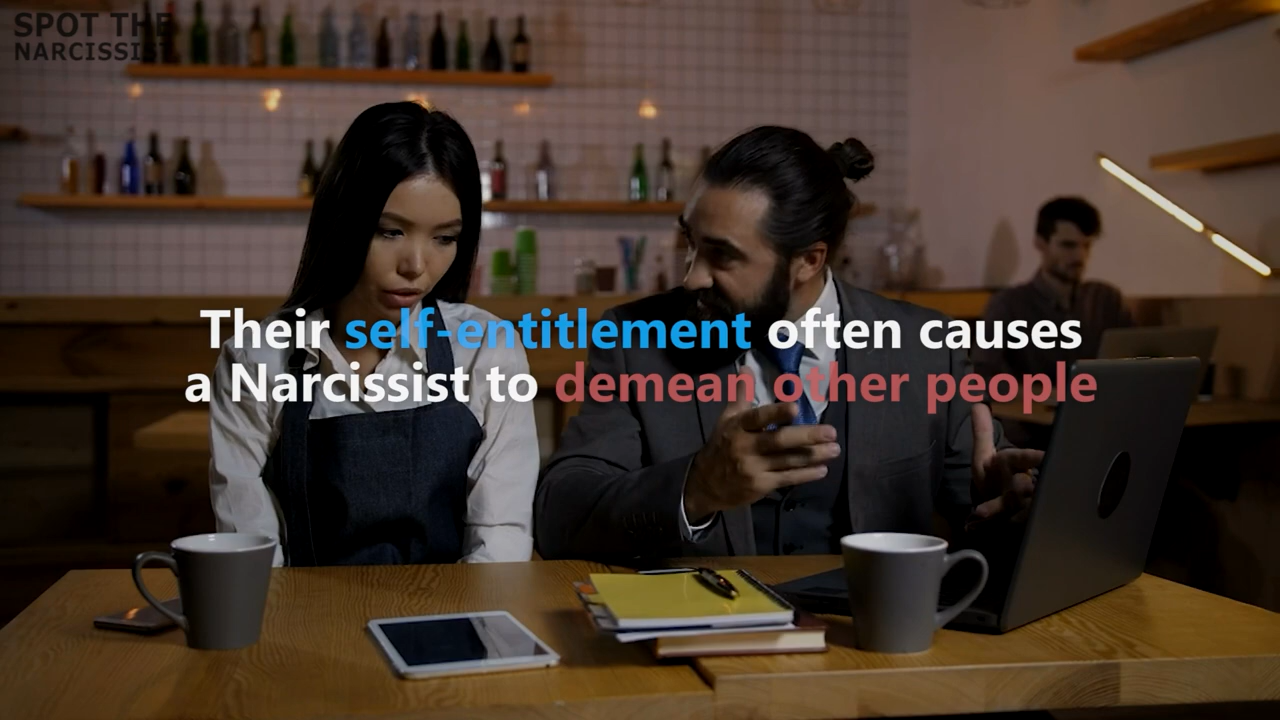 SPOT THE
NARCISSIST
Their self-entitlement often causes
a Narcissist to demean other people